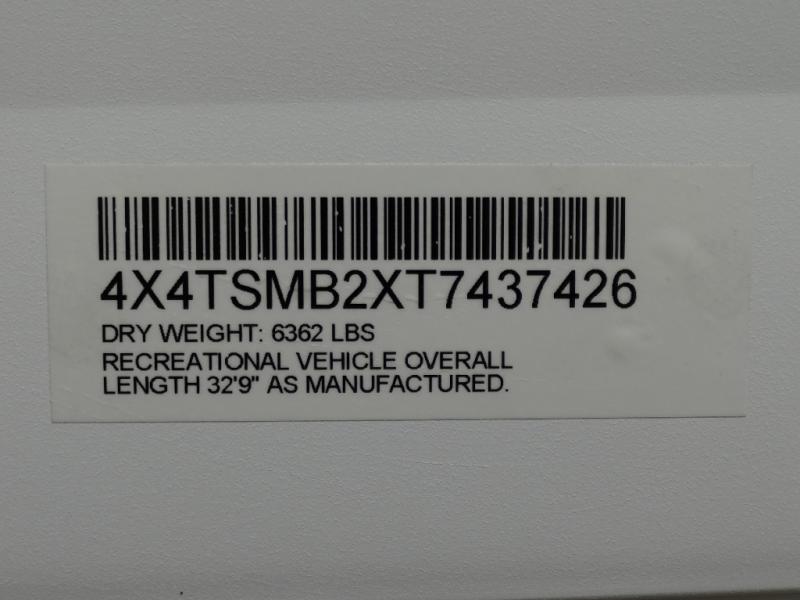 4X4TSMB2XT7437426
DRY WEIGHT: 6362 LBS
RECREATIONAL VEHICLE OVERALL
LENGTH 32'9" AS MANUFACTURED.